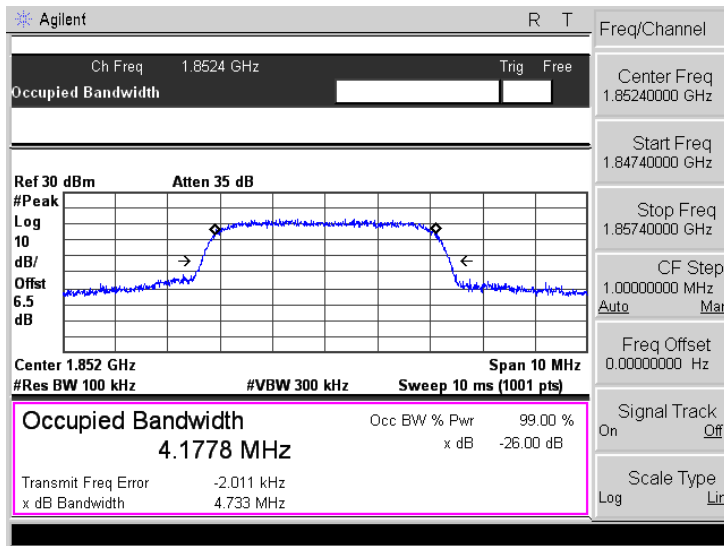 Agilent R T
Freq/Channel
Ch Freq 1.8524 GHz Trig Free
Occupied Bandwidth
Center Freq
1.85240000 GHz
Start Freq
1.84740000 GHz
Stop Freq
1.85740000 GHz
CF Step
1.00000000 MHz
Auto Man
Freq Offset
0.00000000 Hz
Signal Track
On Off
Scale Type
Log Lin
Ref 30 dBm Atten 35 dB
#Peak
Log
10
dB/
Offst
6.5
dB
Center 1.852 GHz Span 10 MHz
#Res BW 100 kHz #VBW 300 kHz Sweep 10 ms (1001 pts)
Occupied Bandwidth Occ BW % Pwr 99.00 %
4.1778 MHz x dB -26.00 dB
Transmit Freq Error -2.011 kHz
x dB Bandwidth 4.733 MHz